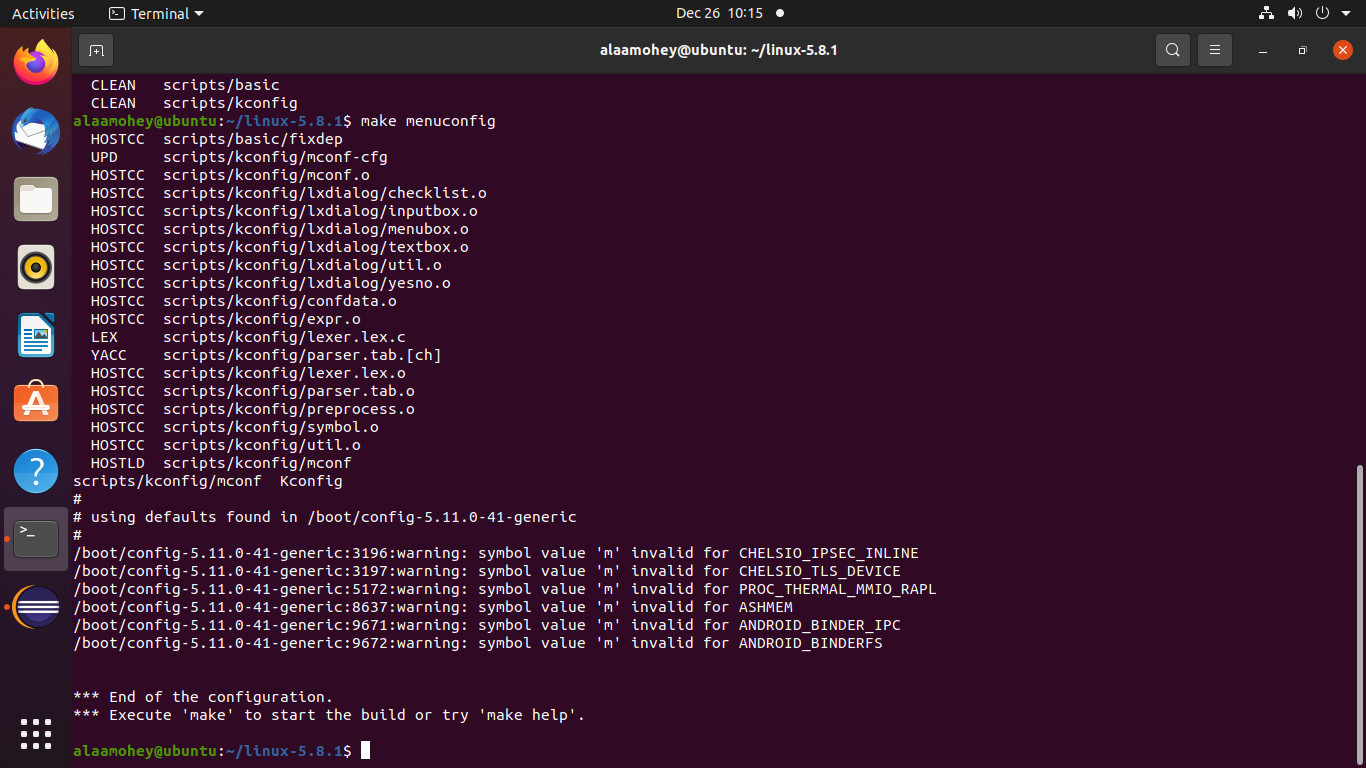 Activities
Terminal
Dec 26 10:15
alaamohey@ubuntu: ~/linux-5.8.1
CLEAN scripts/basic
CLEAN scripts/kconfig
alaamohey@ubuntu:~/linux-5.8.1$ make menuconfig
HOSTCC scripts/basic/fixdep
UPD scripts/kconfig/mconf-cfg
HOSTCC scripts/kconfig/mconf.o
HOSTCC scripts/kconfig/lxdialog/checklist.o
HOSTCC scripts/kconfig/lxdialog/inputbox.o
HOSTCC scripts/kconfig/lxdialog/menubox.o
HOSTCC scripts/kconfig/lxdialog/textbox.o
HOSTCC scripts/kconfig/lxdialog/util.o
HOSTCC scripts/kconfig/lxdialog/yesno.o
HOSTCC scripts/kconfig/confdata.o
HOSTCC scripts/kconfig/expr.o
LEX scripts/kconfig/lexer.lex.c
YACC scripts/kconfig/parser.tab.[ch]
HOSTCC scripts/kconfig/lexer.lex.o
HOSTCC scripts/kconfig/parser.tab.o
HOSTCC scripts/kconfig/preprocess.o
HOSTCC scripts/kconfig/symbol.o
HOSTCC scripts/kconfig/util.o
HOSTLD scripts/kconfig/mconf
scripts/kconfig/mconf Kconfig
#
# using defaults found in /boot/config-5.11.0-41-generic
#
/boot/config-5.11.0-41-generic:3196:warning: symbol value 'm' invalid for CHELSIO_IPSEC_INLINE
/boot/config-5.11.0-41-generic:3197:warning: symbol value 'm' invalid for CHELSIO_TLS_DEVICE
/boot/config-5.11.0-41-generic:5172:warning: symbol value 'm' invalid for PROC_THERMAL_MMIO_RAPL
/boot/config-5.11.0-41-generic:8637:warning: symbol value 'm' invalid for ASHMEM
/boot/config-5.11.0-41-generic:9671:warning: symbol value 'm' invalid for ANDROID_BINDER_IPC
/boot/config-5.11.0-41-generic:9672:warning: symbol value 'm' invalid for ANDROID_BINDERFS
*** End of the configuration.
*** Execute 'make' to start the build or try 'make help'.
alaamohey@ubuntu:~/linux-5.8.1$